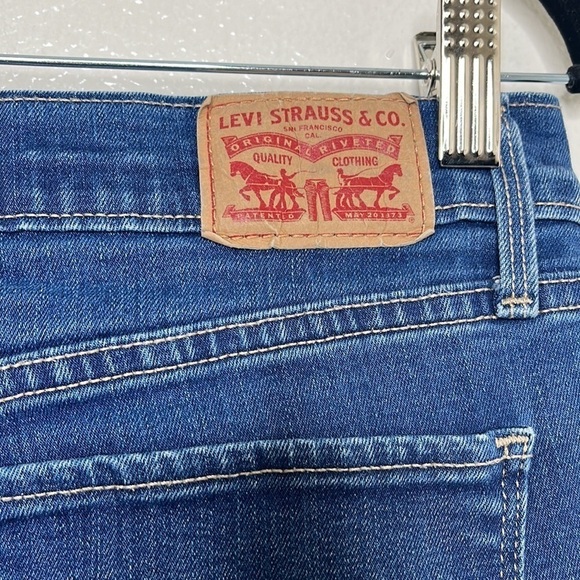 LEVI STRAUSS & CO.
SAN FRANCISCO
CAL.
ORIGINAL RIVETED
QUALITY CLOTHING
PATENTED MAY 20 1873